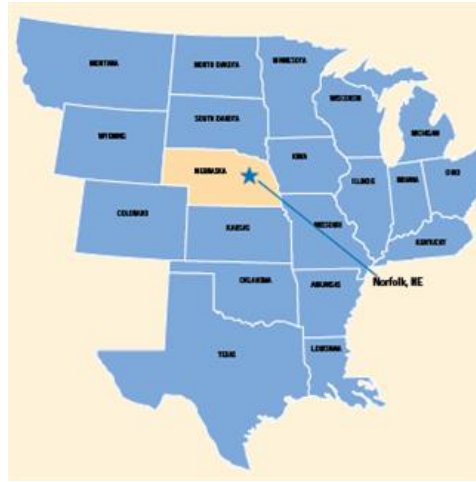 MONTANA
NORTH DAKOTA
MINNESOTA
WISCONSIN
MICHIGAN
SOUTH DAKOTA
WYOMING
IOWA
NEBRASKA
ILLINOIS
INDIANA
OHIO
COLORADO
KANSAS
MISSOURI
KENTUCKY
OKLAHOMA
ARKANSAS
Norfolk, NE
TEXAS
LOUISIANA